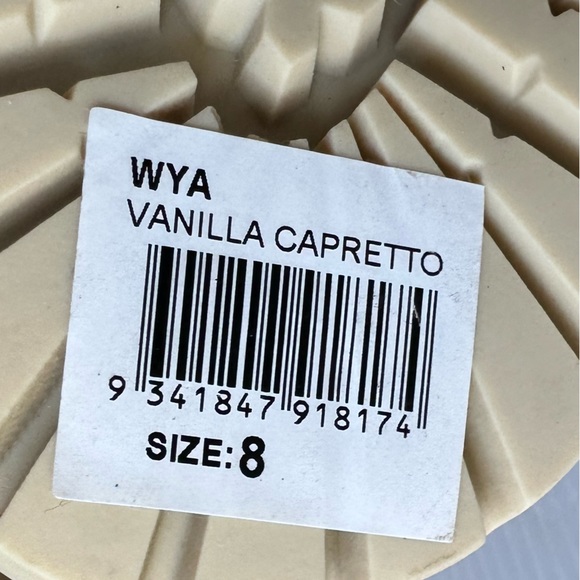 WYA
VANILLA CAPRETTO
9 341847 918174
SIZE: 8